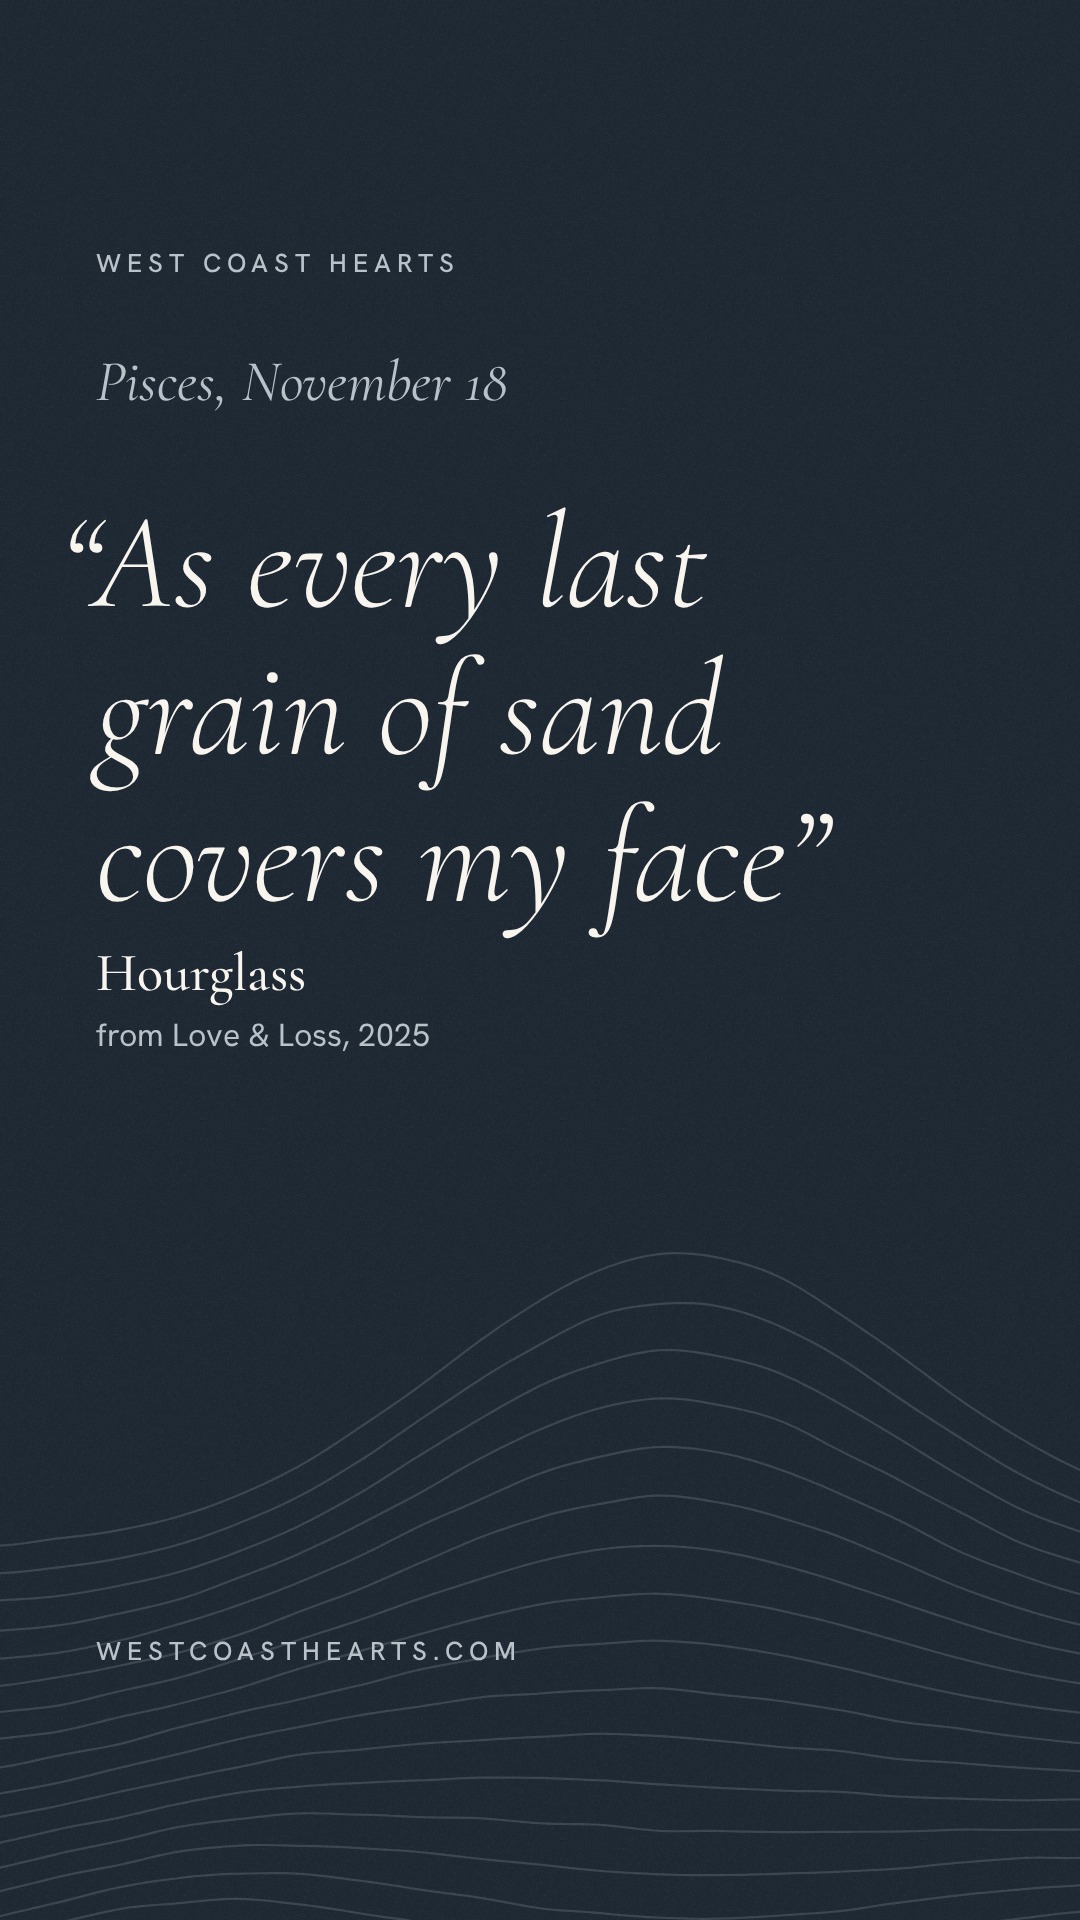 WEST COAST HEARTS
Pisces, November 18
“As every last
grain of sand
covers my face”
Hourglass
from Love & Loss, 2025
WESTCOASTHEARTS.COM